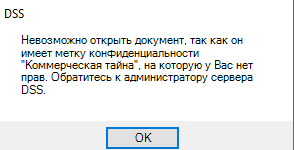 DSS
Невозможно открыть документ, так как он
имеет метку конфиденциальности
"Коммерческая тайна", на которую у Вас нет
прав. Обратитесь к администратору сервера
DSS.
OK